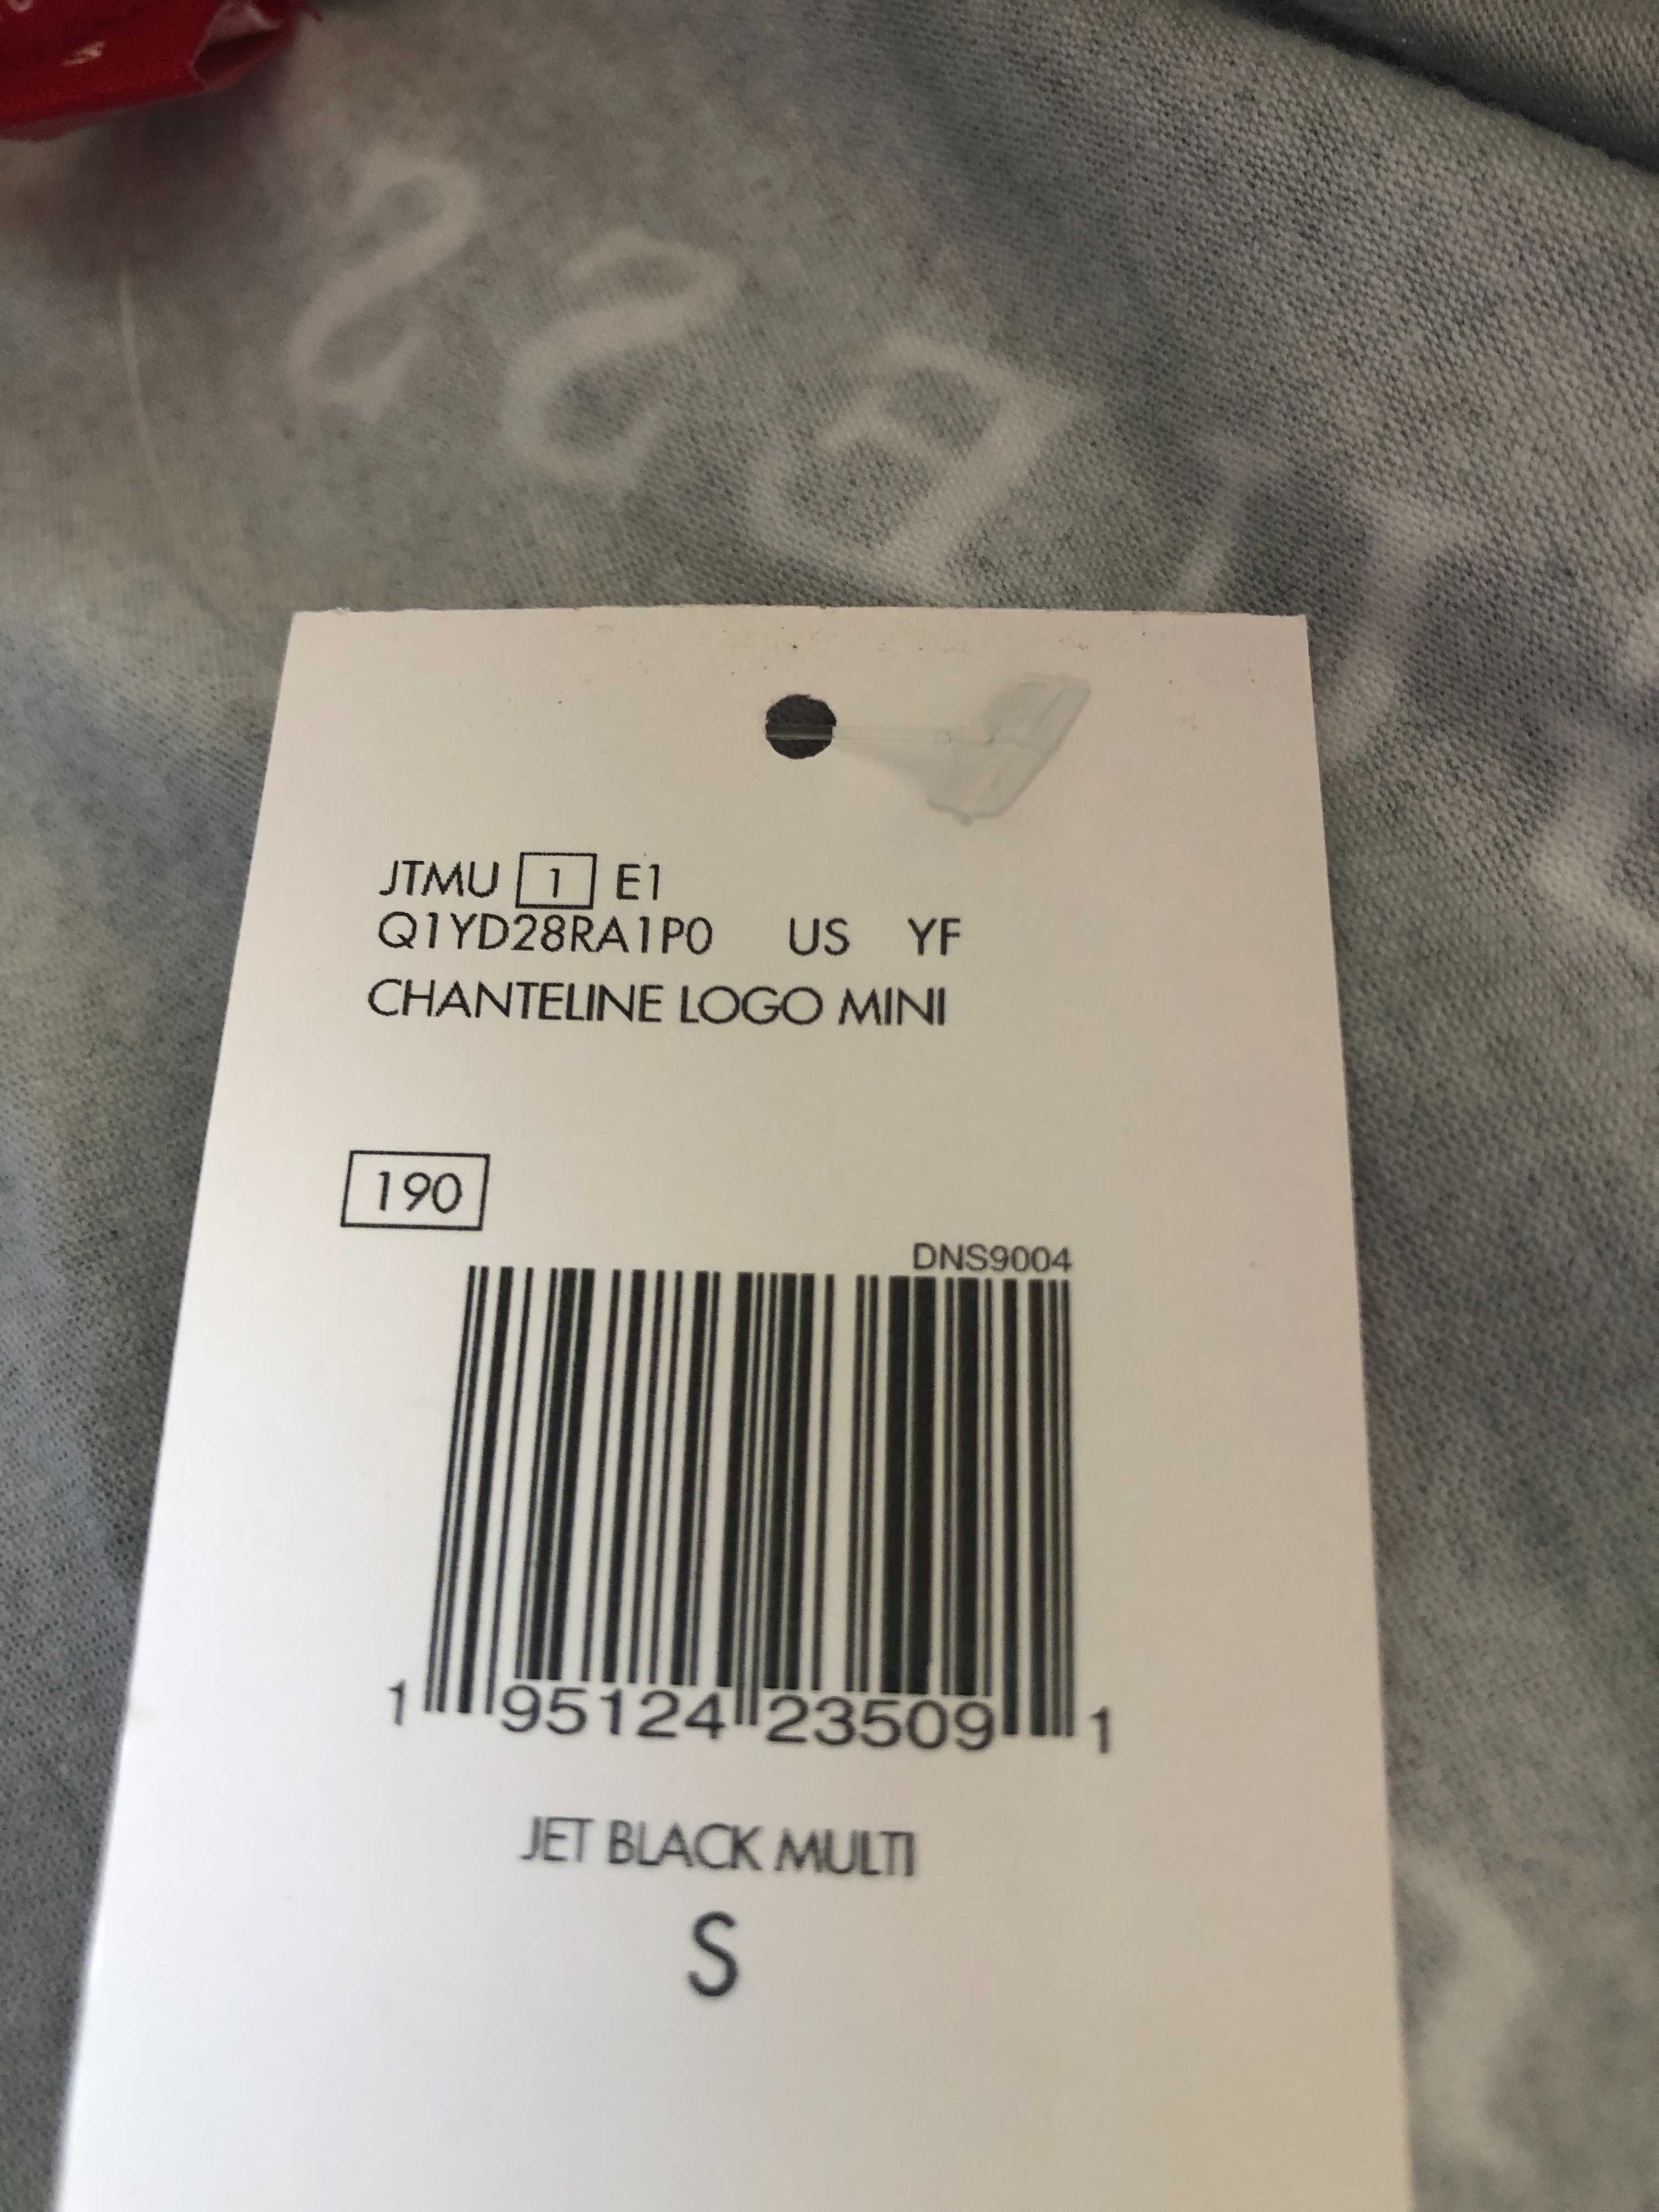 JTMU 1 E1
Q1YD28RA1P0 US YF
CHANTELINE LOGO MINI
190
DNS9004
1 95124 23509 1
JET BLACK MULTI
S